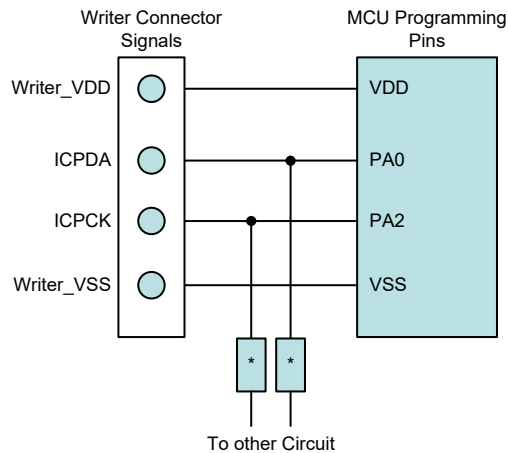 Writer Connector
Signals
MCU Programming
Pins
Writer_VDD
VDD
ICPDA
PA0
ICPCK
PA2
Writer_VSS
VSS
*
*
To other Circuit